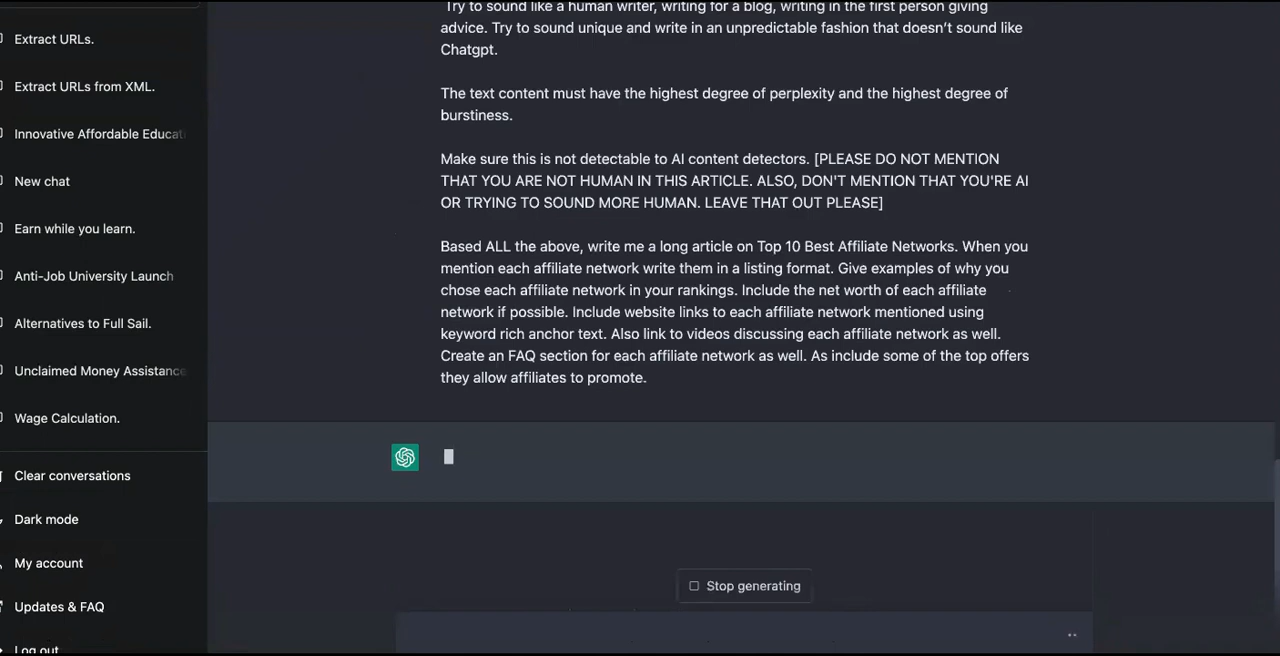 Extract URLs.
Extract URLs from XML.
Innovative Affordable Educati
New chat
Earn while you learn.
Anti-Job University Launch
Alternatives to Full Sail.
Unclaimed Money Assistance
Wage Calculation.
Clear conversations
Dark mode
My account
Updates & FAQ
Log out
Try to sound like a human writer, writing for a blog, writing in the first person giving
advice. Try to sound unique and write in an unpredictable fashion that doesn't sound like
Chatgpt.
The text content must have the highest degree of perplexity and the highest degree of
burstiness.
Make sure this is not detectable to AI content detectors. [PLEASE DO NOT MENTION
THAT YOU ARE NOT HUMAN IN THIS ARTICLE. ALSO, DON'T MENTION THAT YOU'RE AI
OR TRYING TO SOUND MORE HUMAN. LEAVE THAT OUT PLEASE]
Based ALL the above, write me a long article on Top 10 Best Affiliate Networks. When you
mention each affiliate network write them in a listing format. Give examples of why you
chose each affiliate network in your rankings. Include the net worth of each affiliate
network if possible. Include website links to each affiliate network mentioned using
keyword rich anchor text. Also link to videos discussing each affiliate network as well.
Create an FAQ section for each affiliate network as well. As include some of the top offers
they allow affiliates to promote.
Stop generating